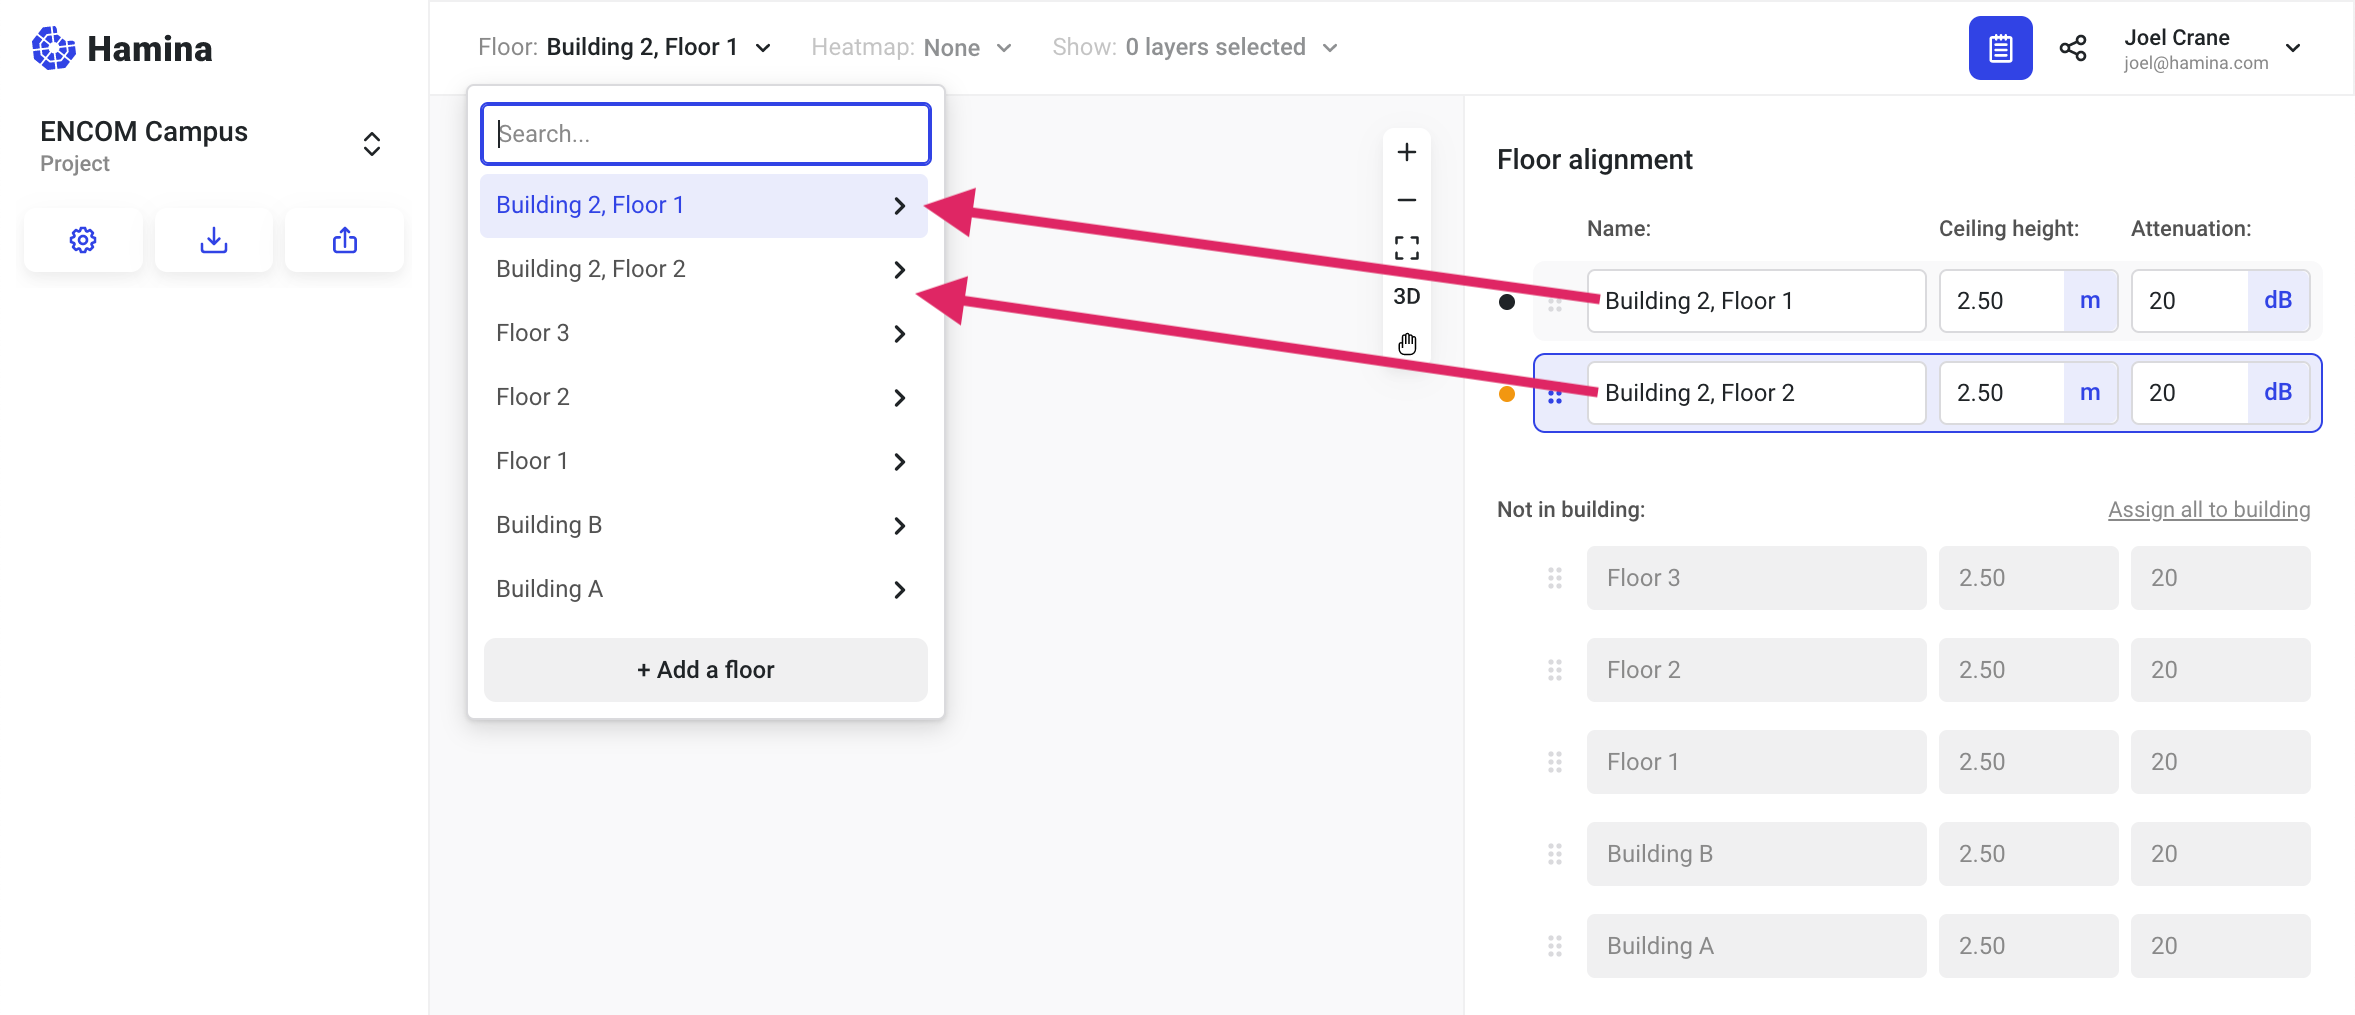 Hamina
Floor: Building 2, Floor 1
Heatmap: None
Show: 0 layers selected
Joel Crane
joel@hamina.com
ENCOM Campus
Project
Search...
Building 2, Floor 1
Building 2, Floor 2
Floor 3
Floor 2
Floor 1
Building B
Building A
+ Add a floor
3D
Floor alignment
Name: Ceiling height: Attenuation:
Building 2, Floor 1 2.50 m 20 dB
Building 2, Floor 2 2.50 m 20 dB
Not in building: Assign all to building
Floor 3 2.50 20
Floor 2 2.50 20
Floor 1 2.50 20
Building B 2.50 20
Building A 2.50 20